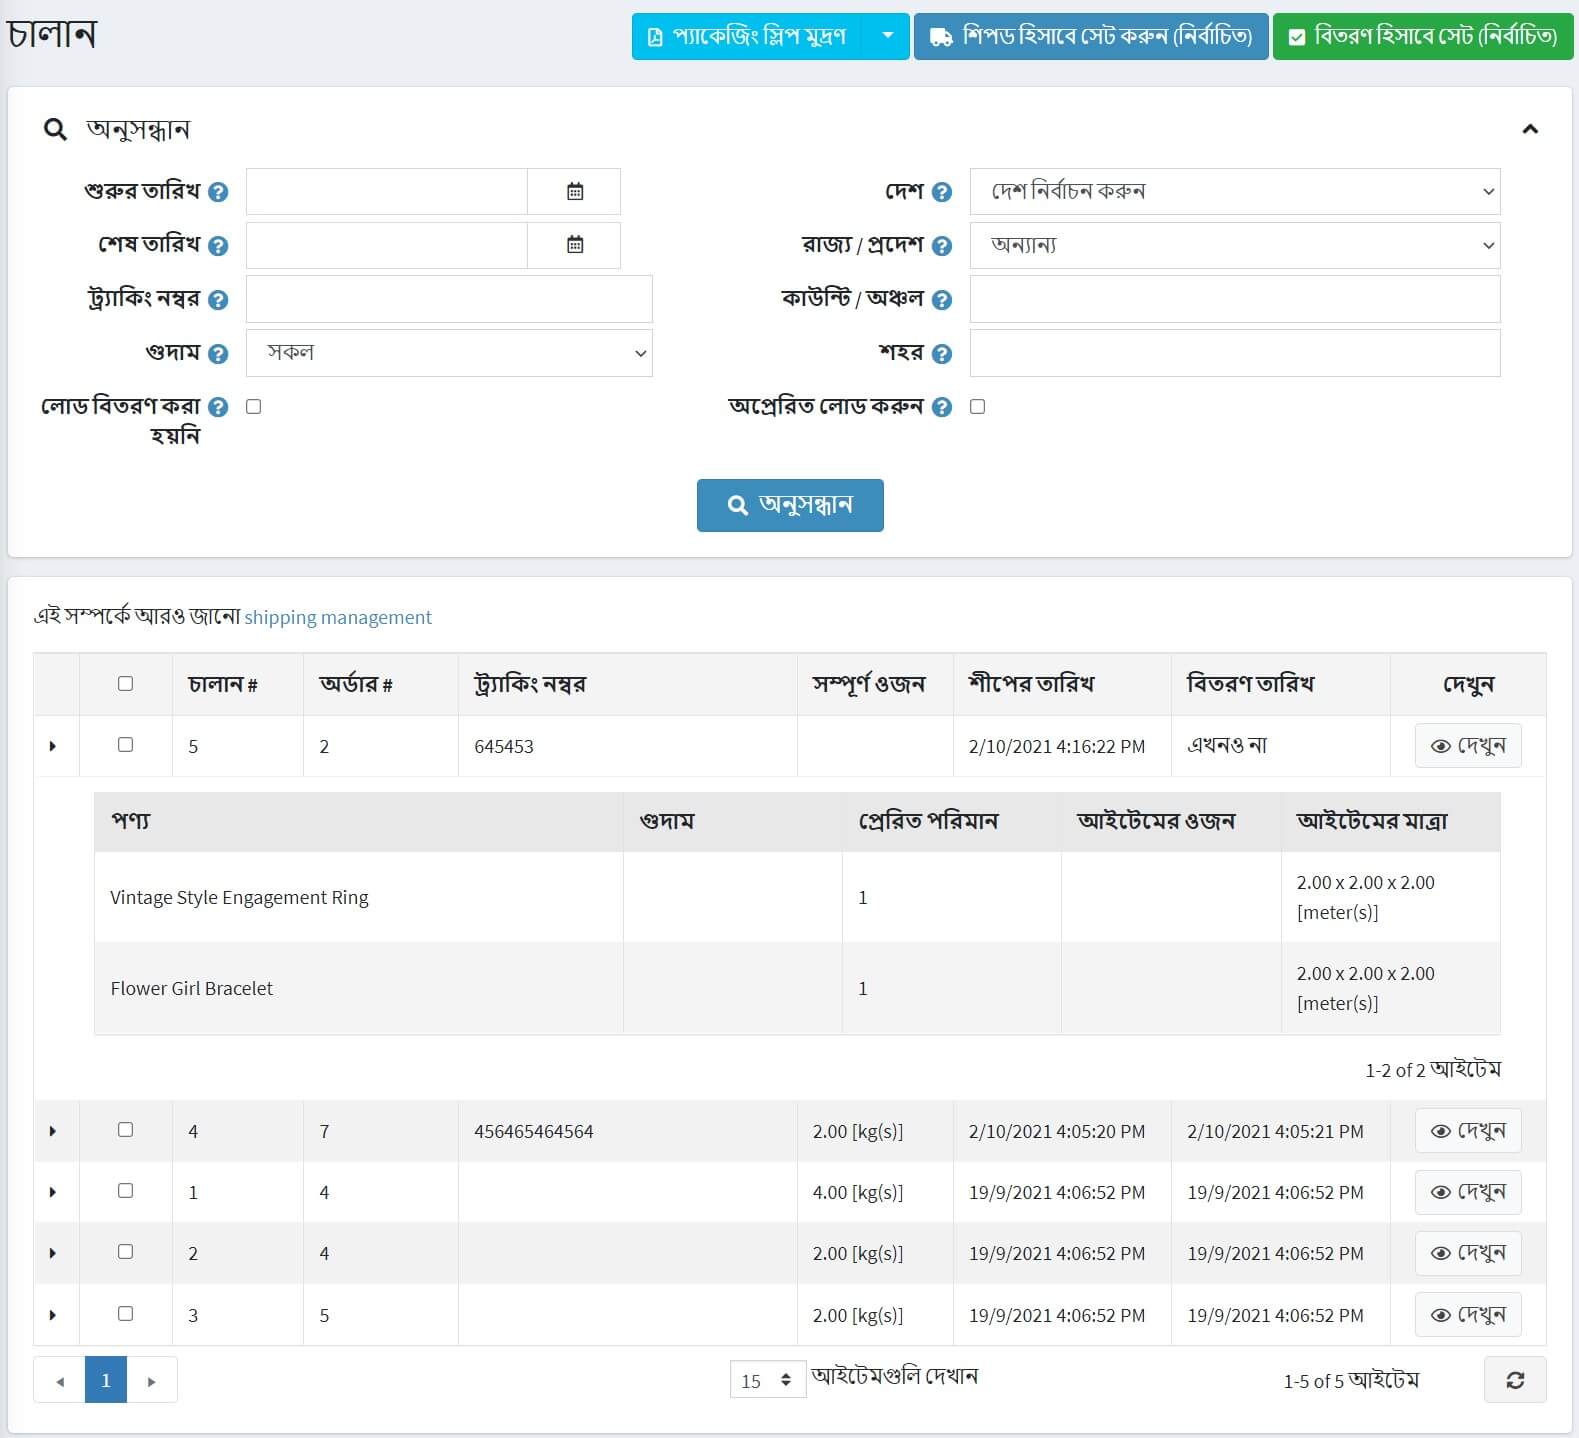 চালান
প্যাকেজিং স্লিপ মুদ্রণ
শিপড হিসাবে সেট করুন (নির্বাচিত)
বিতরণ হিসাবে সেট (নির্বাচিত)
অনুসন্ধান
শুরুর তারিখ
দেশ
দেশ নির্বাচন করুন
শেষ তারিখ
রাজ্য / প্রদেশ
অন্যান্য
ট্র্যাকিং নম্বর
কাউন্টি / অঞ্চল
গুদাম
সকল
শহর
লোড বিতরণ করা
হয়নি
অপ্রেরিত লোড করুন
অনুসন্ধান
এই সম্পর্কে আরও জানো shipping management
চালান # অর্ডার # ট্র্যাকিং নম্বর সম্পূর্ণ ওজন শীপের তারিখ বিতরণ তারিখ দেখুন
5 2 645453 2/10/2021 4:16:22 PM এখনও না দেখুন
পণ্য গুদাম প্রেরিত পরিমান আইটেমের ওজন আইটেমের মাত্রা
Vintage Style Engagement Ring 1 2.00 x 2.00 x 2.00
[meter(s)]
Flower Girl Bracelet 1 2.00 x 2.00 x 2.00
[meter(s)]
1-2 of 2 আইটেম
4 7 456465464564 2.00 [kg(s)] 2/10/2021 4:05:20 PM 2/10/2021 4:05:21 PM দেখুন
1 4 4.00 [kg(s)] 19/9/2021 4:06:52 PM 19/9/2021 4:06:52 PM দেখুন
2 4 2.00 [kg(s)] 19/9/2021 4:06:52 PM 19/9/2021 4:06:52 PM দেখুন
3 5 2.00 [kg(s)] 19/9/2021 4:06:52 PM 19/9/2021 4:06:52 PM দেখুন
1 15 আইটেমগুলি দেখান 1-5 of 5 আইটেম